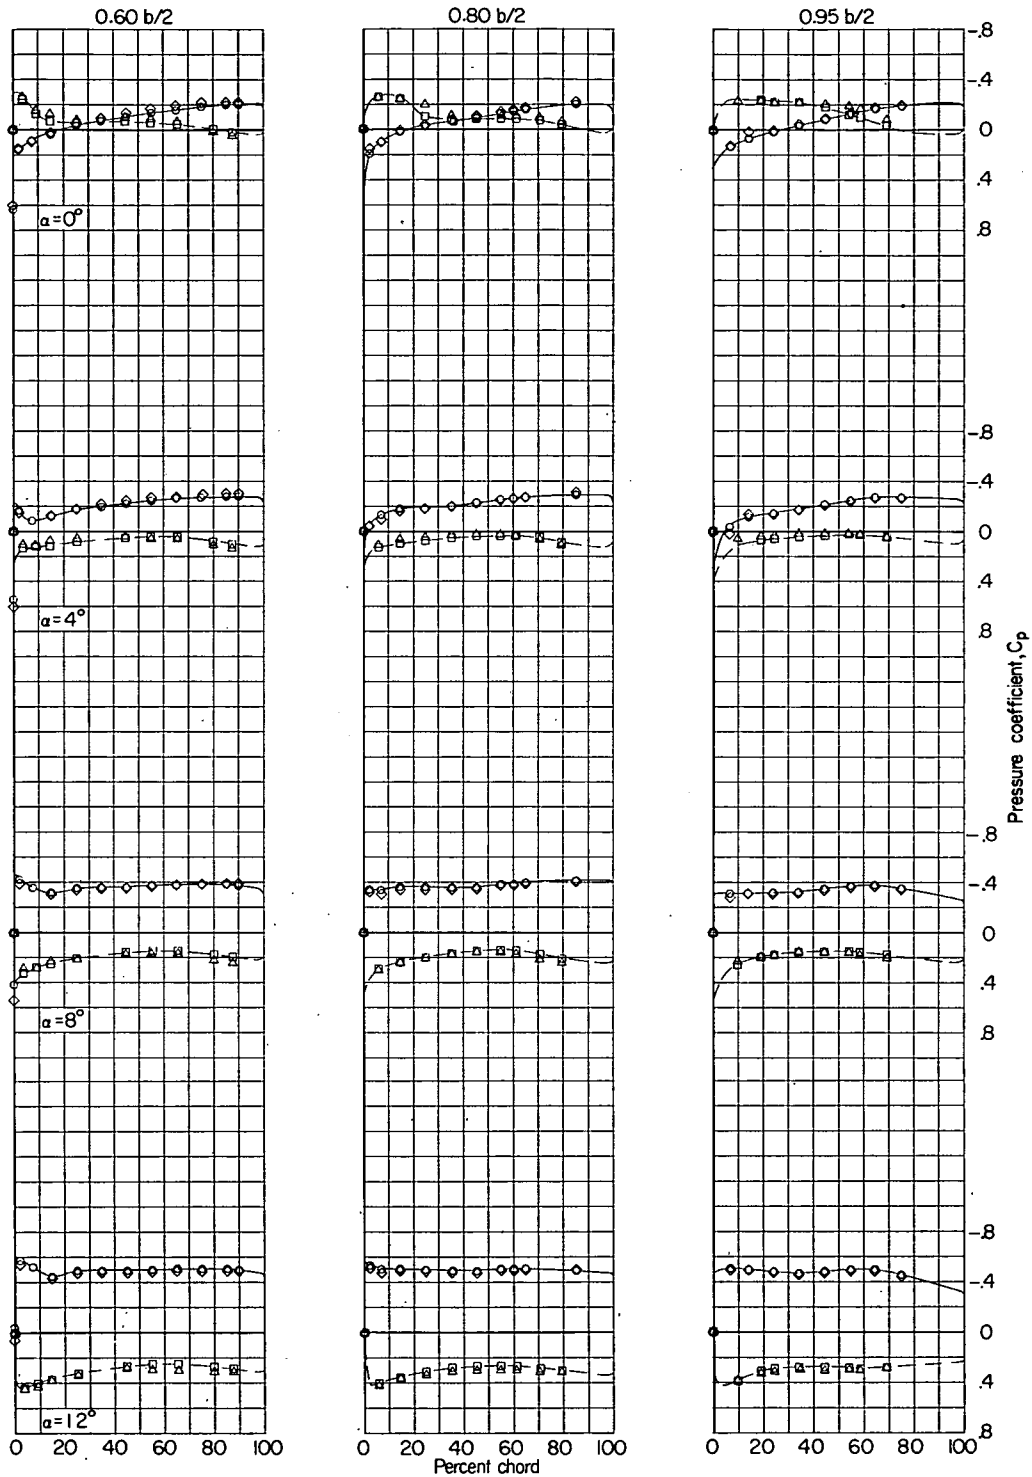 0.60 b/2
0.80 b/2
0.95 b/2
-.8
-.4
0
.4
.8
α=0°
-.8
-.4
0
.4
.8
α=4°
Pressure coefficient, Cp
-.8
-.4
0
.4
.8
α=8°
-.8
-.4
0
.4
.8
α=12°
0 20 40 60 80 100
0 20 40 60 80 100
0 20 40 60 80 100
Percent chord